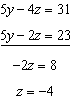 5y-4z = 31
5y-2z = 23
-2z = 8
z = -4